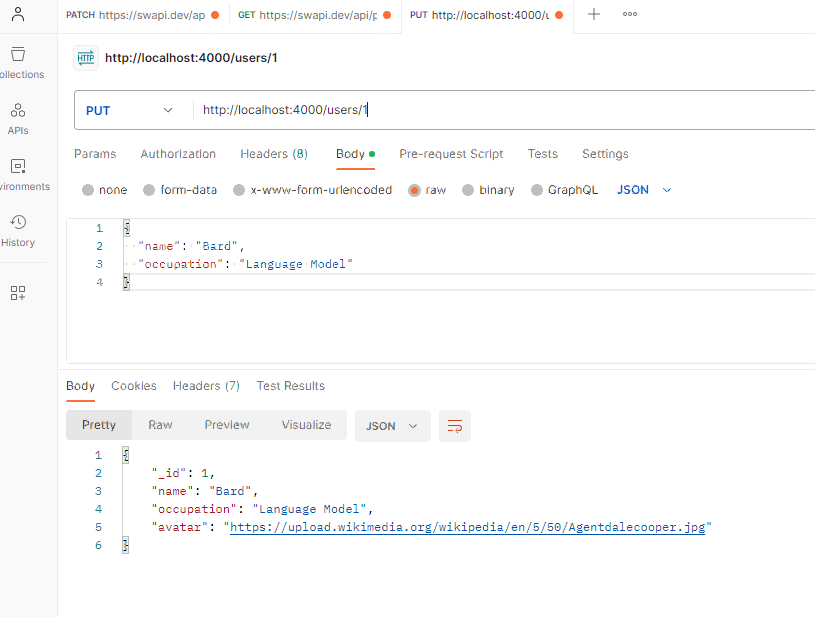 PATCH https://swapi.dev/ap GET https://swapi.dev/api/p PUT http://localhost:4000/u
HTTP http://localhost:4000/users/1
ollections
APIs
vironments
History
PUT http://localhost:4000/users/1
Params Authorization Headers (8) Body Pre-request Script Tests Settings
none form-data x-www-form-urlencoded raw binary GraphQL JSON
1 {
2 "name": "Bard",
3 "occupation": "Language Model"
4 }
Body Cookies Headers (7) Test Results
Pretty Raw Preview Visualize JSON
1 {
2 "_id": 1,
3 "name": "Bard",
4 "occupation": "Language Model",
5 "avatar": "https://upload.wikimedia.org/wikipedia/en/5/50/Agentdalecooper.jpg"
6 }